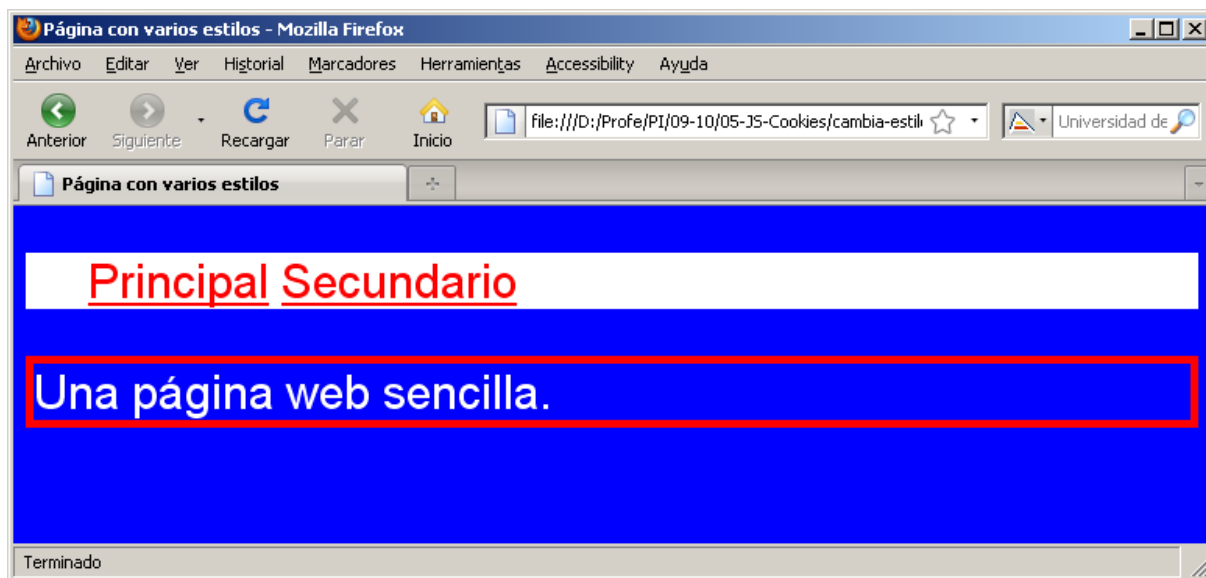 Página con varios estilos - Mozilla Firefox
Archivo Editar Ver Historial Marcadores Herramientas Accessibility Ayuda
Anterior Siguiente Recargar Parar Inicio file:///D:/Profe/PI/09-10/05-JS-Cookies/cambia-estil Universidad de
Página con varios estilos
Principal Secundario
Una página web sencilla.
Terminado